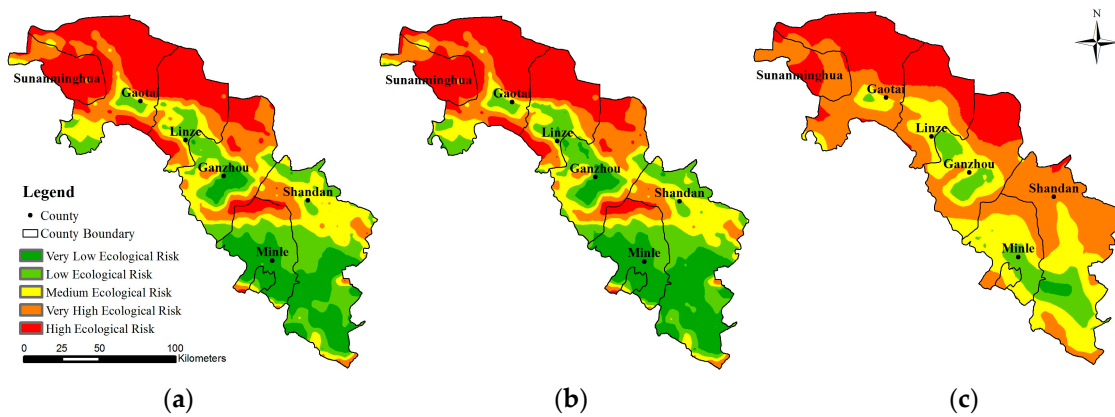 N
Sunanminghua
Gaotai
Linze
Ganzhou
Shandan
Minle
Sunanminghua
Gaotai
Linze
Ganzhou
Shandan
Minle
Sunanminghua
Gaotai
Linze
Ganzhou
Shandan
Minle
Legend
County
County Boundary
Very Low Ecological Risk
Low Ecological Risk
Medium Ecological Risk
Very High Ecological Risk
High Ecological Risk
0 25 50 100
Kilometers
(a) (b) (c)